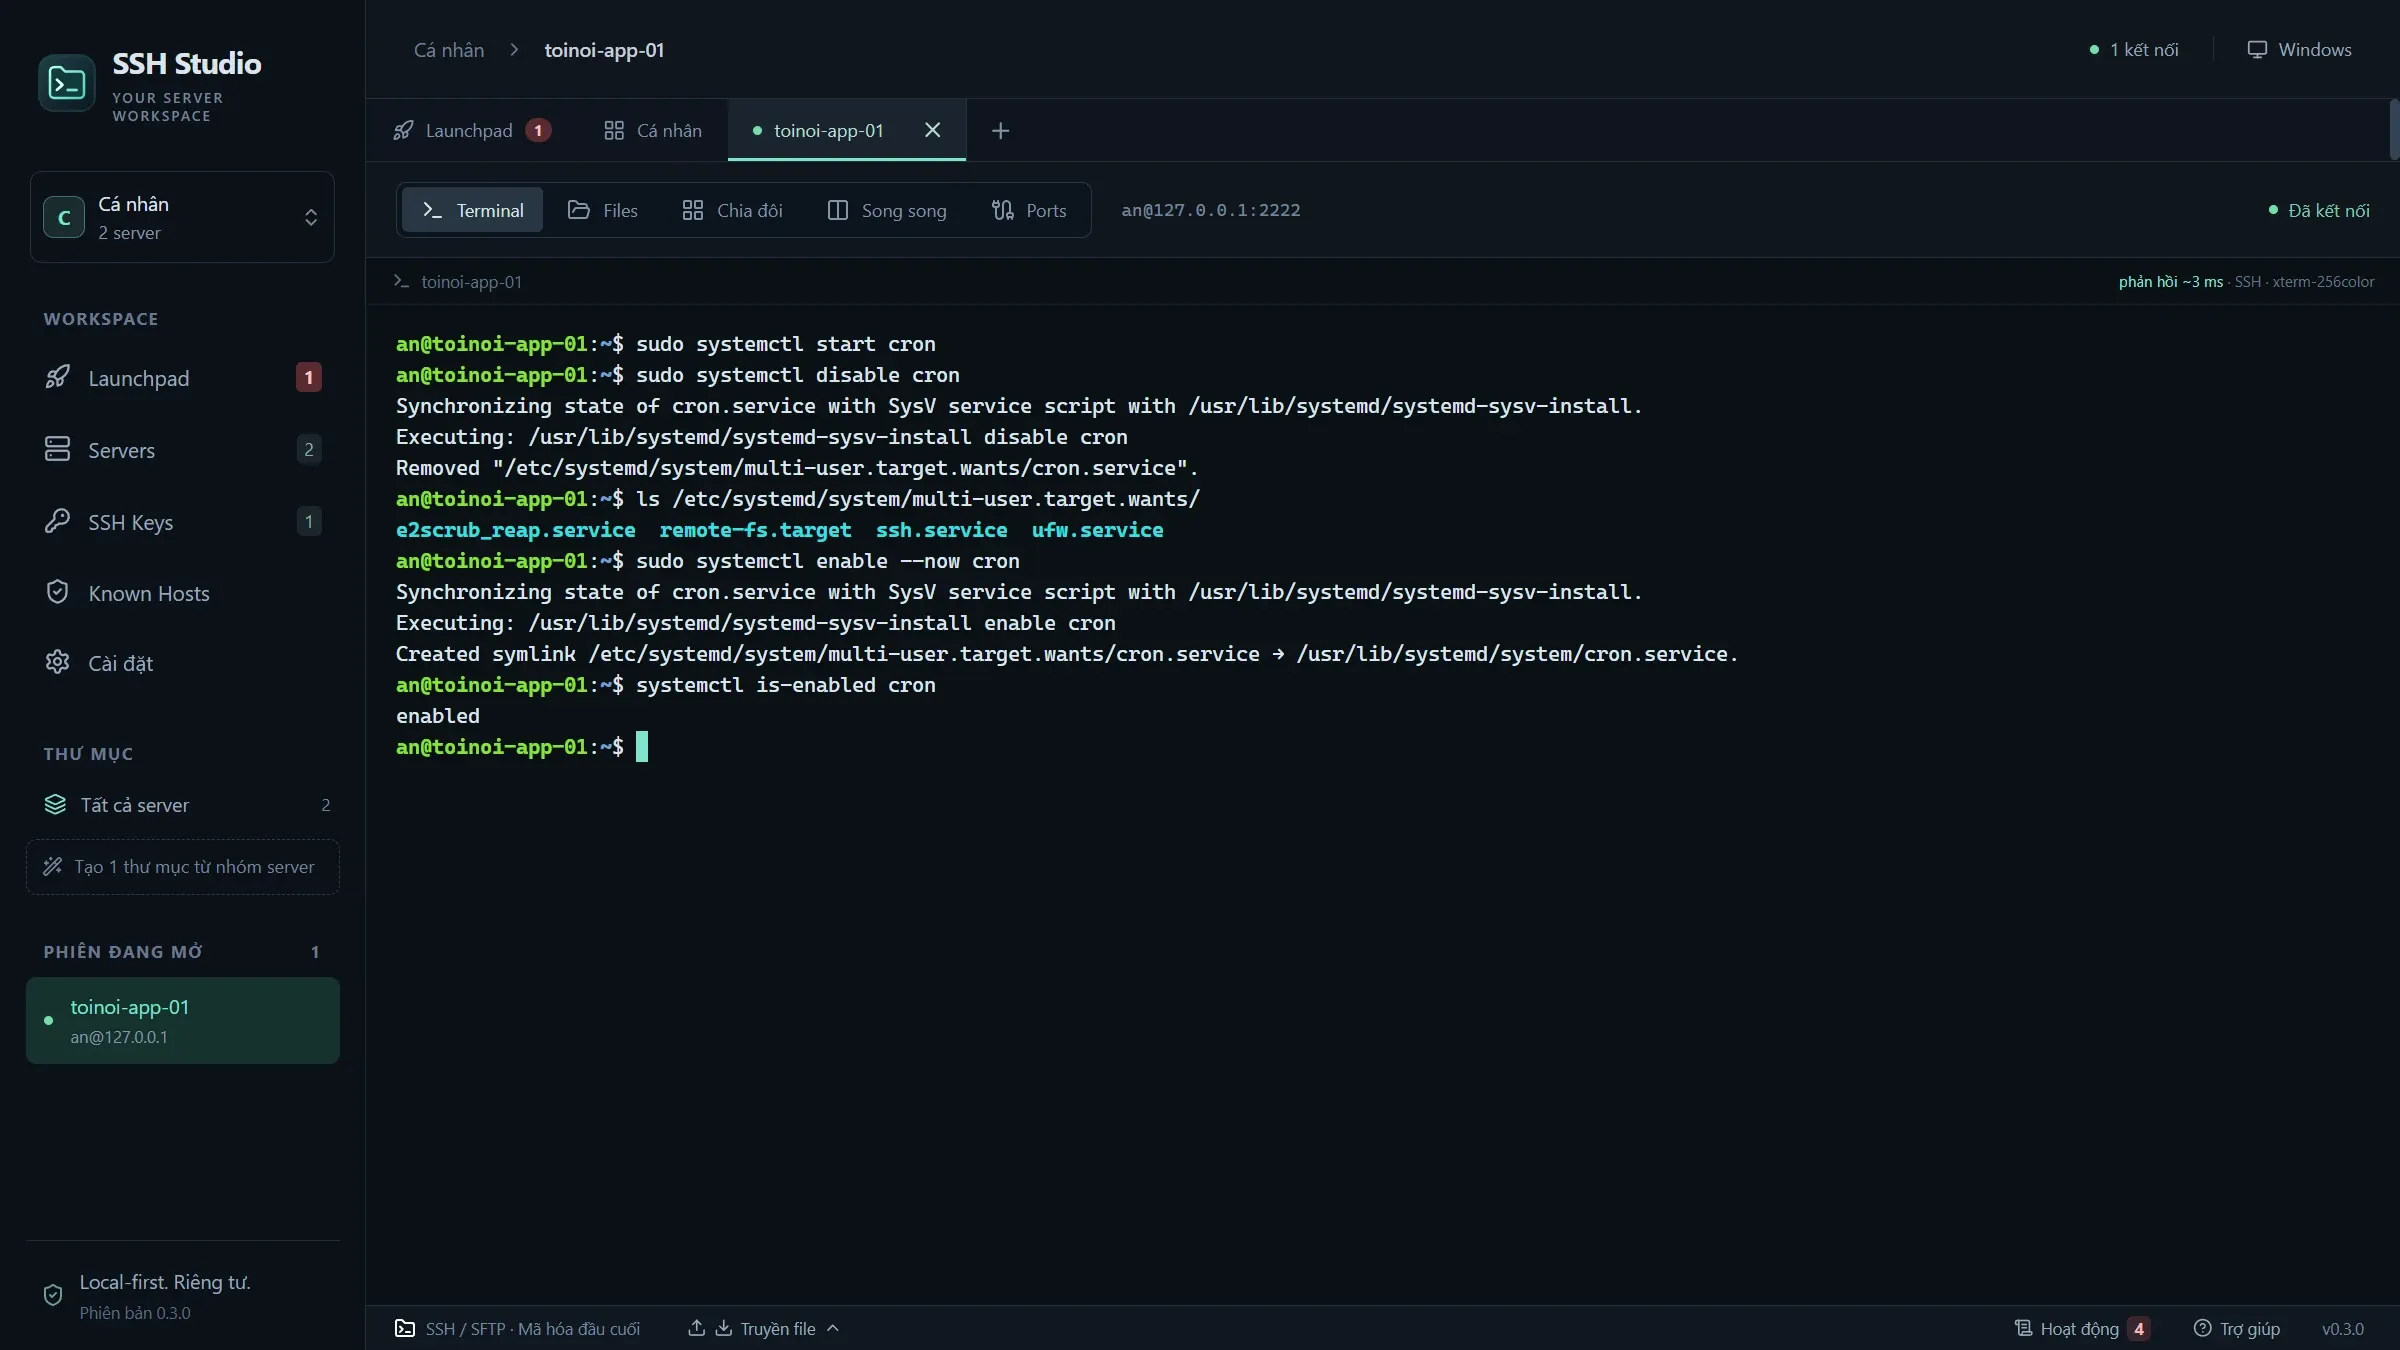 SSH Studio
YOUR SERVER
WORKSPACE
C
Cá nhân
2 server
WORKSPACE
Launchpad 1
Servers 2
SSH Keys 1
Known Hosts
Cài đặt
THƯ MỤC
Tất cả server 2
Tạo 1 thư mục từ nhóm server
PHIÊN ĐANG MỞ 1
toinoi-app-01
an@127.0.0.1
Local-first. Riêng tư.
Phiên bản 0.3.0
Cá nhân > toinoi-app-01
1 kết nối
Windows
Launchpad 1
Cá nhân
toinoi-app-01
Terminal
Files
Chia đôi
Song song
Ports
an@127.0.0.1:2222
Đã kết nối
toinoi-app-01
phản hồi ~3 ms · SSH · xterm-256color
an@toinoi-app-01:~$ sudo systemctl start cron
an@toinoi-app-01:~$ sudo systemctl disable cron
Synchronizing state of cron.service with SysV service script with /usr/lib/systemd/systemd-sysv-install.
Executing: /usr/lib/systemd/systemd-sysv-install disable cron
Removed "/etc/systemd/system/multi-user.target.wants/cron.service".
an@toinoi-app-01:~$ ls /etc/systemd/system/multi-user.target.wants/
e2scrub_reap.service  remote-fs.target  ssh.service  ufw.service
an@toinoi-app-01:~$ sudo systemctl enable --now cron
Synchronizing state of cron.service with SysV service script with /usr/lib/systemd/systemd-sysv-install.
Executing: /usr/lib/systemd/systemd-sysv-install enable cron
Created symlink /etc/systemd/system/multi-user.target.wants/cron.service → /usr/lib/systemd/system/cron.service.
an@toinoi-app-01:~$ systemctl is-enabled cron
enabled
an@toinoi-app-01:~$
SSH / SFTP · Mã hóa đầu cuối
Truyền file
Hoạt động 4
Trợ giúp
v0.3.0